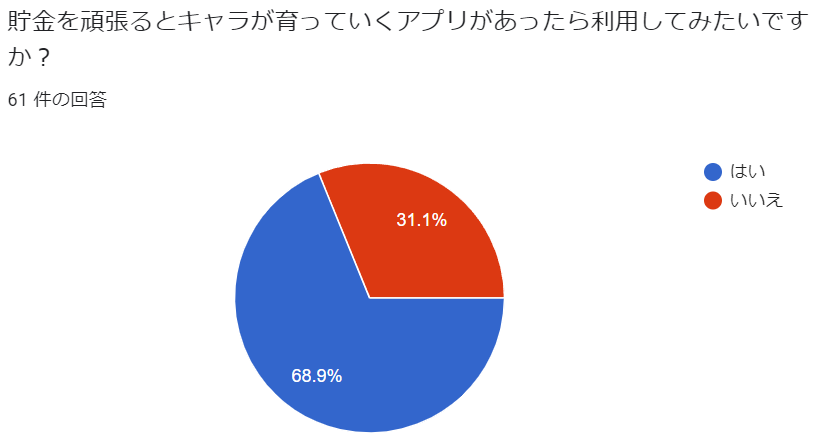 貯金を頑張るとキャラが育っていくアプリがあったら利用してみたいです
か？
61 件の回答
はい
いいえ
31.1%
68.9%